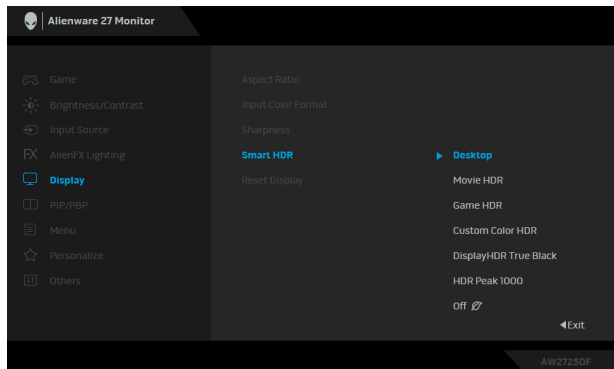 Alienware 27 Monitor
Game
Brightness/Contrast
Input Source
FX AlienFX Lighting
Display
PIP/PBP
Menu
Personalize
Others
Aspect Ratio
Input Color Format
Sharpness
Smart HDR
Reset Display
Desktop
Movie HDR
Game HDR
Custom Color HDR
DisplayHDR True Black
HDR Peak 1000
Off
Exit
AW2725DF